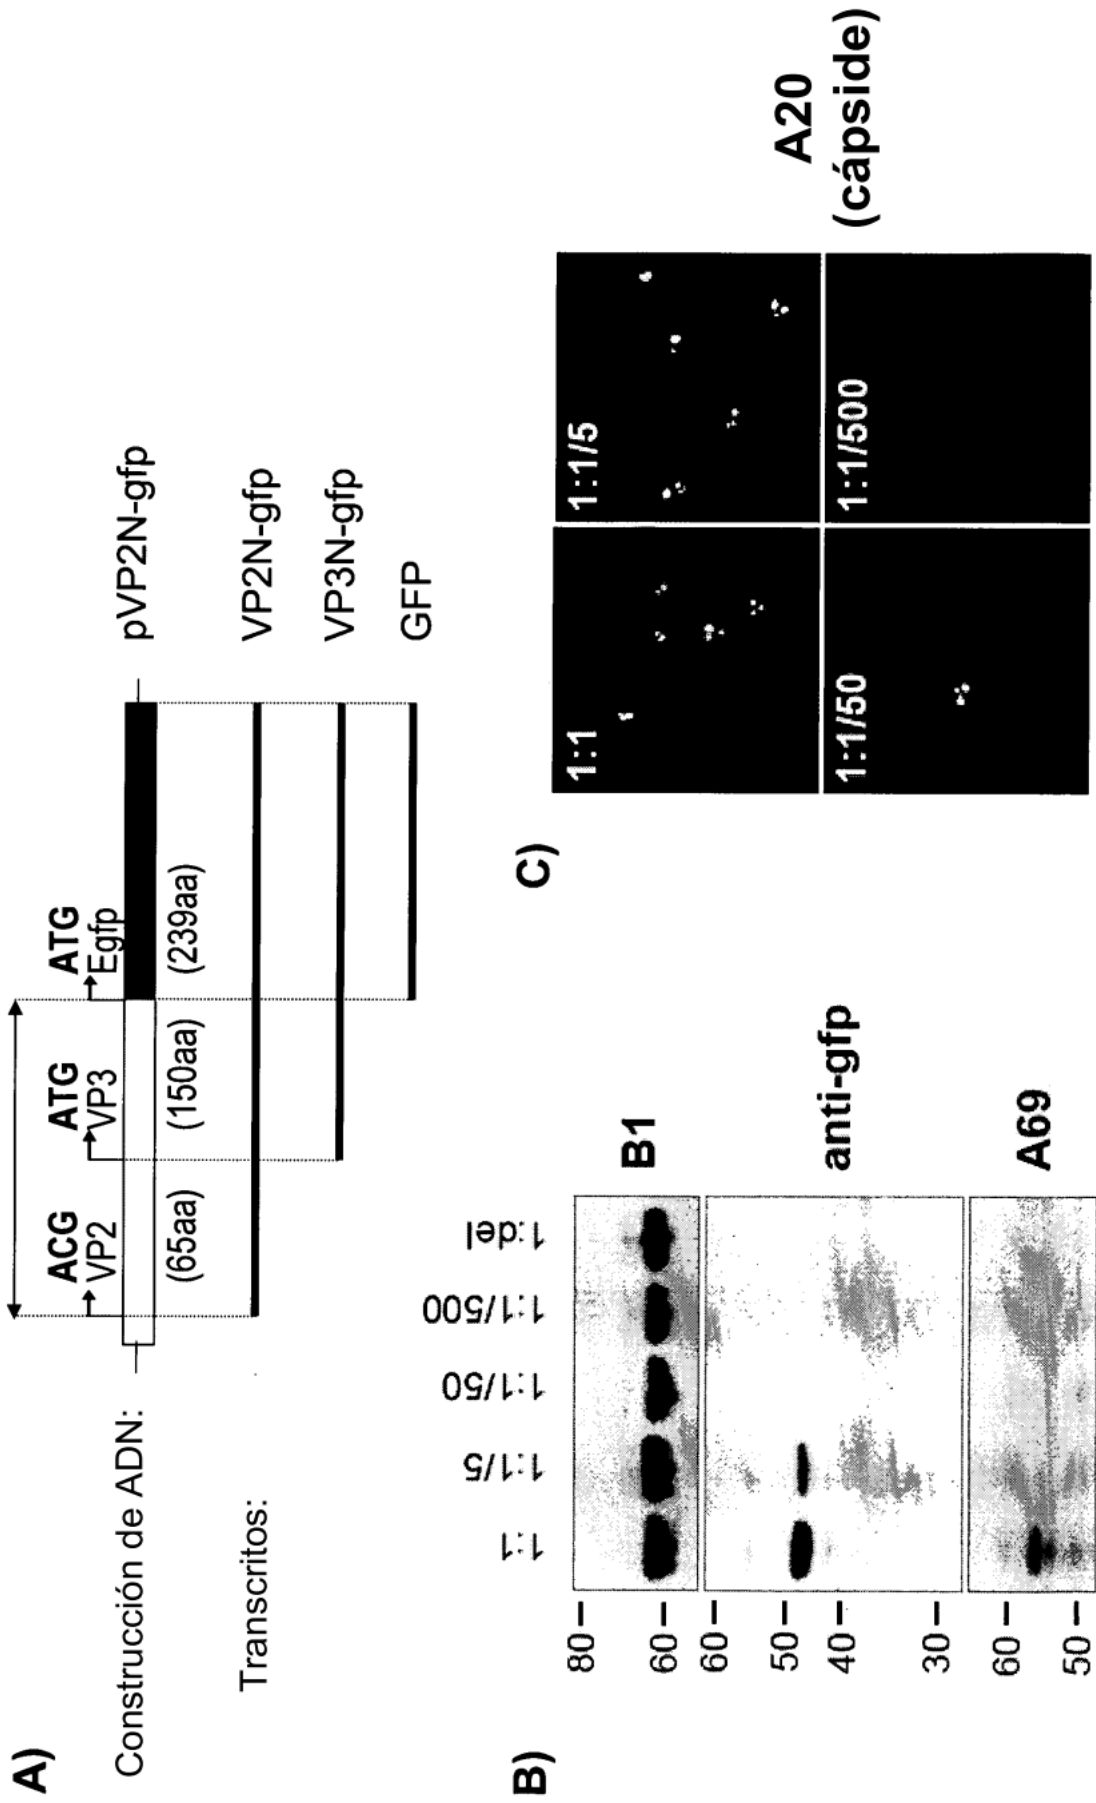 A)
ACG
VP2
ATG
VP3
ATG
Egfp
Construcción de ADN:
(65aa)
(150aa)
(239aa)
pVP2N-gfp
Transcritos:
VP2N-gfp
VP3N-gfp
GFP
B)
1:1
1:1/5
1:1/50
1:1/500
1:del
80
60
B1
60
50
40
30
anti-gfp
60
50
A69
C)
1:1
1:1/5
1:1/50
1:1/500
A20
(cápside)